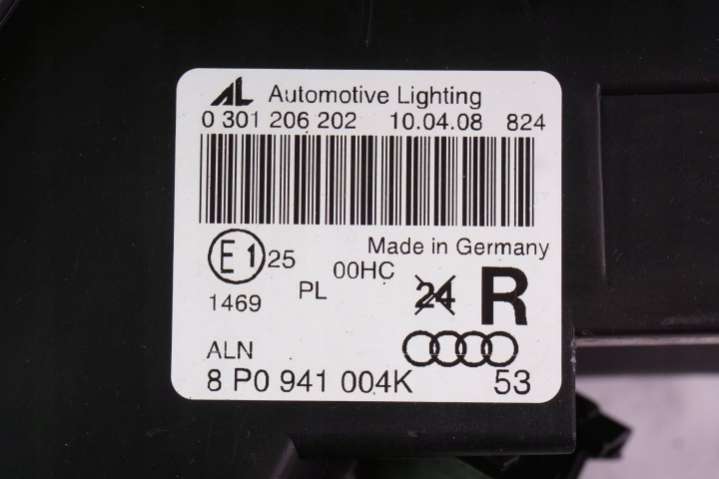 AL Automotive Lighting
0 301 206 202 10.04.08 824
Made in Germany
E1 25 00HC
PL 24 R
1469
ALN
8 P0 941 004K 53